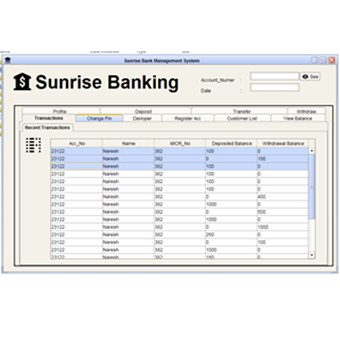 Sunrise Bank Management System
Sunrise Banking
Account_Numer : See
Date :
Profile Deposit Transfer Withdraw
Transactions Change Pin Devloper Register Acc Customer List View Balance
Recent Transactions
Acc_No Name MICR_No Deposited Balance Withdrawal Balance
23122 Naresh 362 100 0
23122 Naresh 362 0 100
23122 Naresh 362 100 0
23122 Naresh 362 100 0
23122 Naresh 362 100 0
23122 Naresh 362 100 0
23122 Naresh 362 0 400
23122 Naresh 362 1000 0
23122 Naresh 362 0 500
23122 Naresh 362 1000 0
23122 Naresh 362 0 1000
23122 Naresh 362 250 0
23122 Naresh 362 0 100
23122 Naresh 362 1000 0
23122 Naresh 362 0